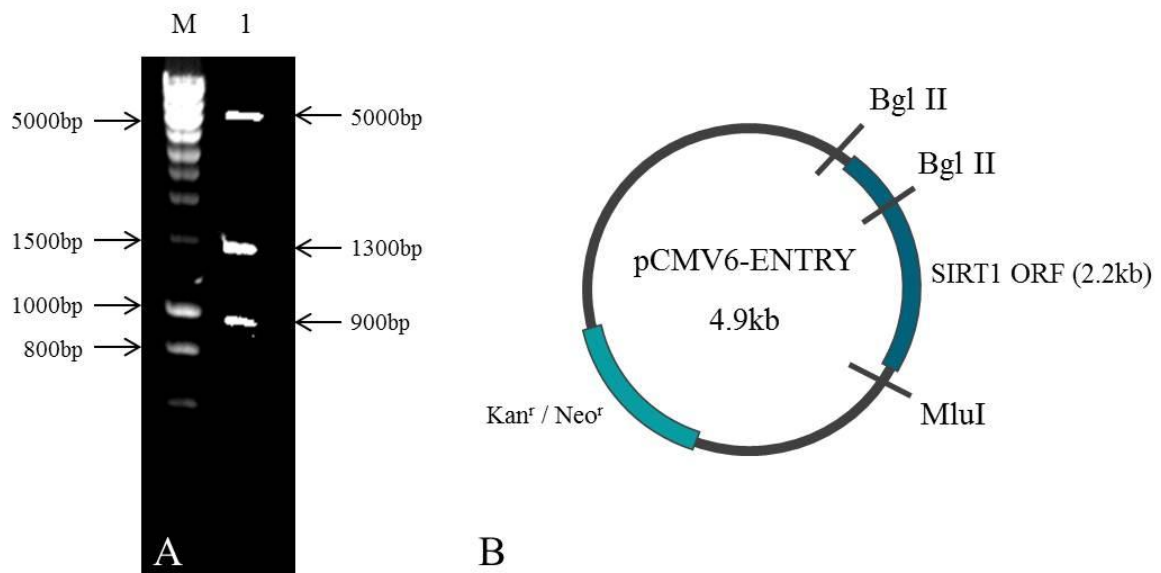 M 1
5000bp
1500bp
1000bp
800bp
5000bp
1300bp
900bp
A
Bgl II
Bgl II
pCMV6-ENTRY
4.9kb
SIRT1 ORF (2.2kb)
Kanʳ / Neoʳ
MluI
B